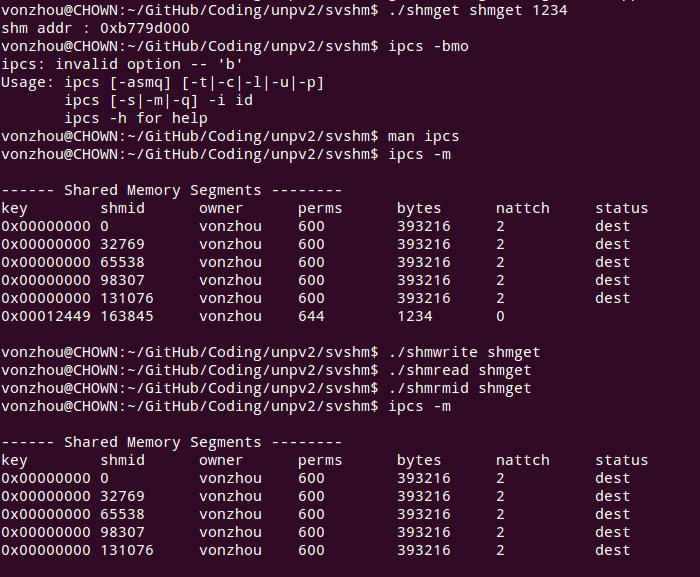 vonzhou@CHOWN:~/GitHub/Coding/unpv2/svshm$ ./shmget shmget 1234
shm addr : 0xb779d000
vonzhou@CHOWN:~/GitHub/Coding/unpv2/svshm$ ipcs -bmo
ipcs: invalid option -- 'b'
Usage: ipcs [-asmq] [-t|-c|-l|-u|-p]
       ipcs [-s|-m|-q] -i id
       ipcs -h for help
vonzhou@CHOWN:~/GitHub/Coding/unpv2/svshm$ man ipcs
vonzhou@CHOWN:~/GitHub/Coding/unpv2/svshm$ ipcs -m
------ Shared Memory Segments --------
key        shmid      owner      perms      bytes      nattch     status
0x00000000 0          vonzhou    600        393216     2          dest
0x00000000 32769      vonzhou    600        393216     2          dest
0x00000000 65538      vonzhou    600        393216     2          dest
0x00000000 98307      vonzhou    600        393216     2          dest
0x00000000 131076     vonzhou    600        393216     2          dest
0x00012449 163845     vonzhou    644        1234       0
vonzhou@CHOWN:~/GitHub/Coding/unpv2/svshm$ ./shmwrite shmget
vonzhou@CHOWN:~/GitHub/Coding/unpv2/svshm$ ./shmread shmget
vonzhou@CHOWN:~/GitHub/Coding/unpv2/svshm$ ./shmrmid shmget
vonzhou@CHOWN:~/GitHub/Coding/unpv2/svshm$ ipcs -m
------ Shared Memory Segments --------
key        shmid      owner      perms      bytes      nattch     status
0x00000000 0          vonzhou    600        393216     2          dest
0x00000000 32769      vonzhou    600        393216     2          dest
0x00000000 65538      vonzhou    600        393216     2          dest
0x00000000 98307      vonzhou    600        393216     2          dest
0x00000000 131076     vonzhou    600        393216     2          dest